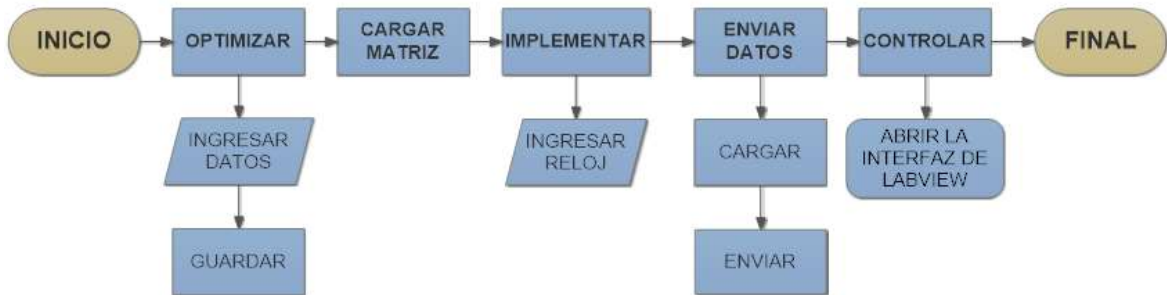 INICIO
OPTIMIZAR
CARGAR
MATRIZ
IMPLEMENTAR
ENVIAR
DATOS
CONTROLAR
FINAL
INGRESAR
DATOS
INGRESAR
RELOJ
CARGAR
ABRIR LA
INTERFAZ DE
LABVIEW
GUARDAR
ENVIAR